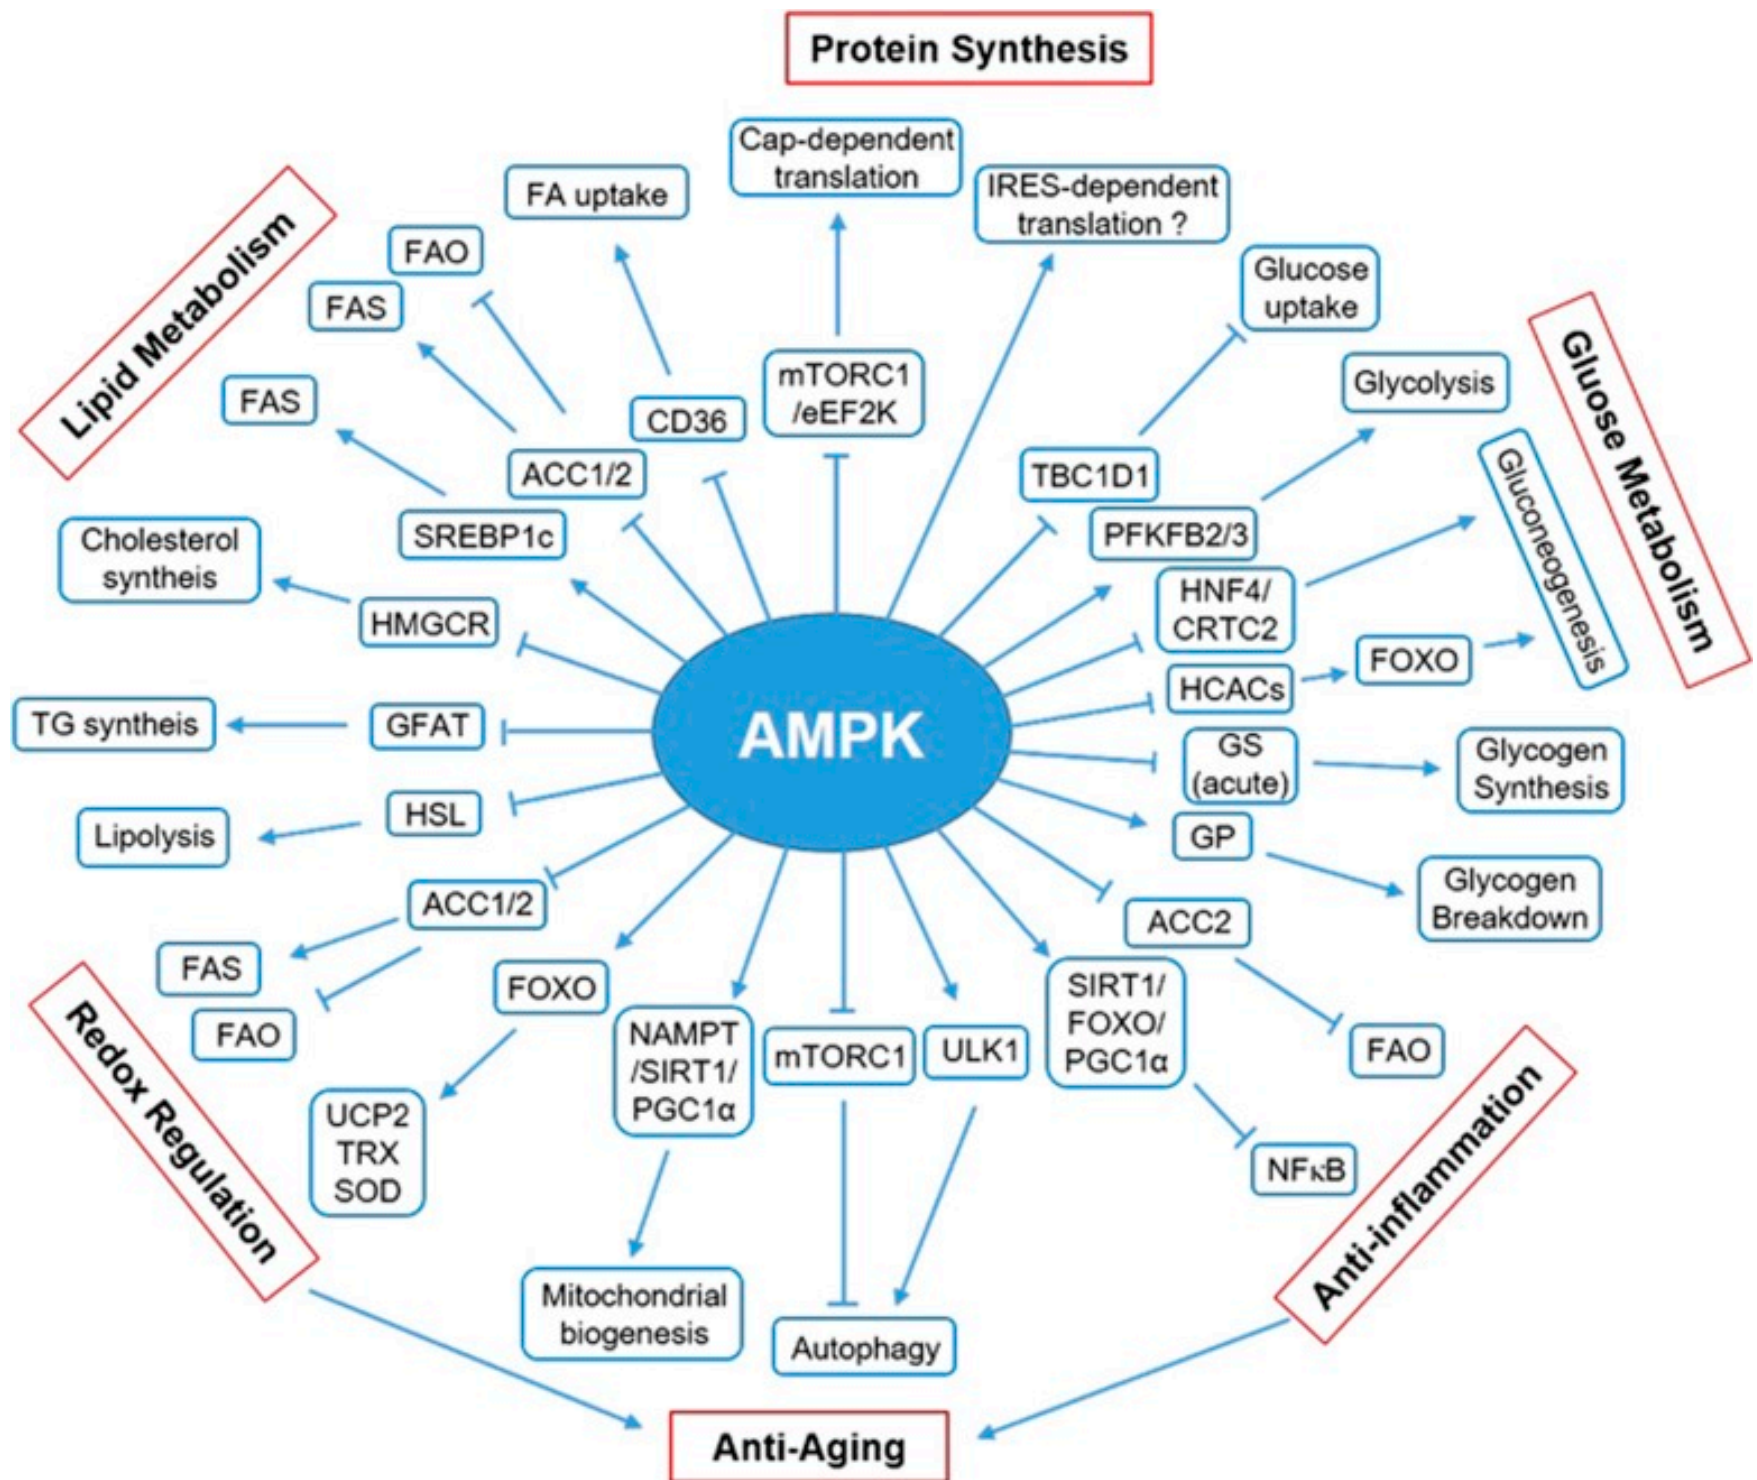 Protein Synthesis
Cap-dependent
translation
IRES-dependent
translation ?
FA uptake
FAO
FAS
FAS
Lipid Metabolism
Glucose
uptake
Glycolysis
Gluconeogenesis
Gluose Metabolism
mTORC1
/eEF2K
CD36
ACC1/2
SREBP1c
TBC1D1
PFKFB2/3
HNF4/
CRTC2
Cholesterol
syntheis
HMGCR
HCACs
FOXO
TG syntheis
GFAT
AMPK
GS
(acute)
Glycogen
Synthesis
Lipolysis
HSL
GP
Glycogen
Breakdown
ACC1/2
ACC2
FAS
FAO
FOXO
NAMPT
/SIRT1/
PGC1α
mTORC1
ULK1
SIRT1/
FOXO/
PGC1α
FAO
UCP2
TRX
SOD
NFκB
Redox Regulation
Anti-inflammation
Mitochondrial
biogenesis
Autophagy
Anti-Aging